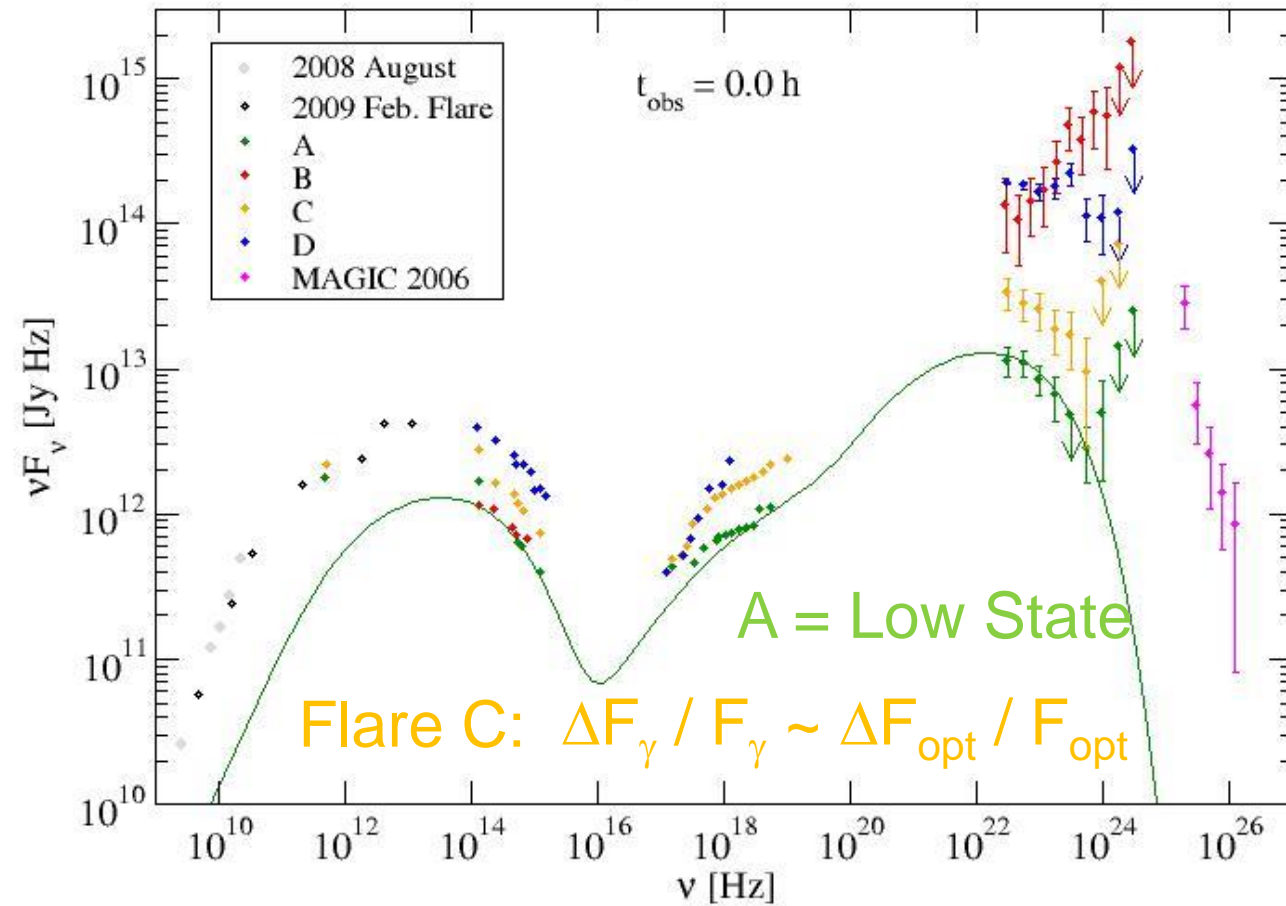 10^15
10^14
10^13
10^12
10^11
10^10
νF_ν [Jy Hz]
2008 August
2009 Feb. Flare
A
B
C
D
MAGIC 2006
t_obs = 0.0 h
A = Low State
Flare C: ΔF_γ / F_γ ~ ΔF_opt / F_opt
10^10 10^12 10^14 10^16 10^18 10^20 10^22 10^24 10^26
ν [Hz]